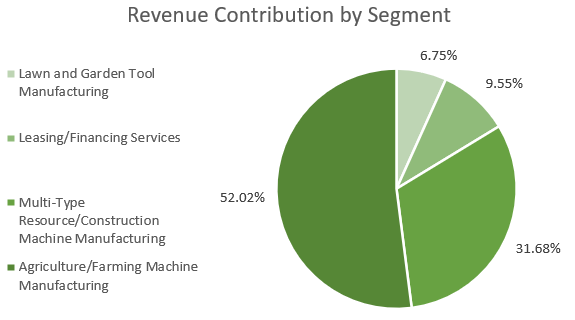 Revenue Contribution by Segment
Lawn and Garden Tool
Manufacturing
Leasing/Financing Services
Multi-Type
Resource/Construction
Machine Manufacturing
Agriculture/Farming Machine
Manufacturing
6.75%
9.55%
31.68%
52.02%